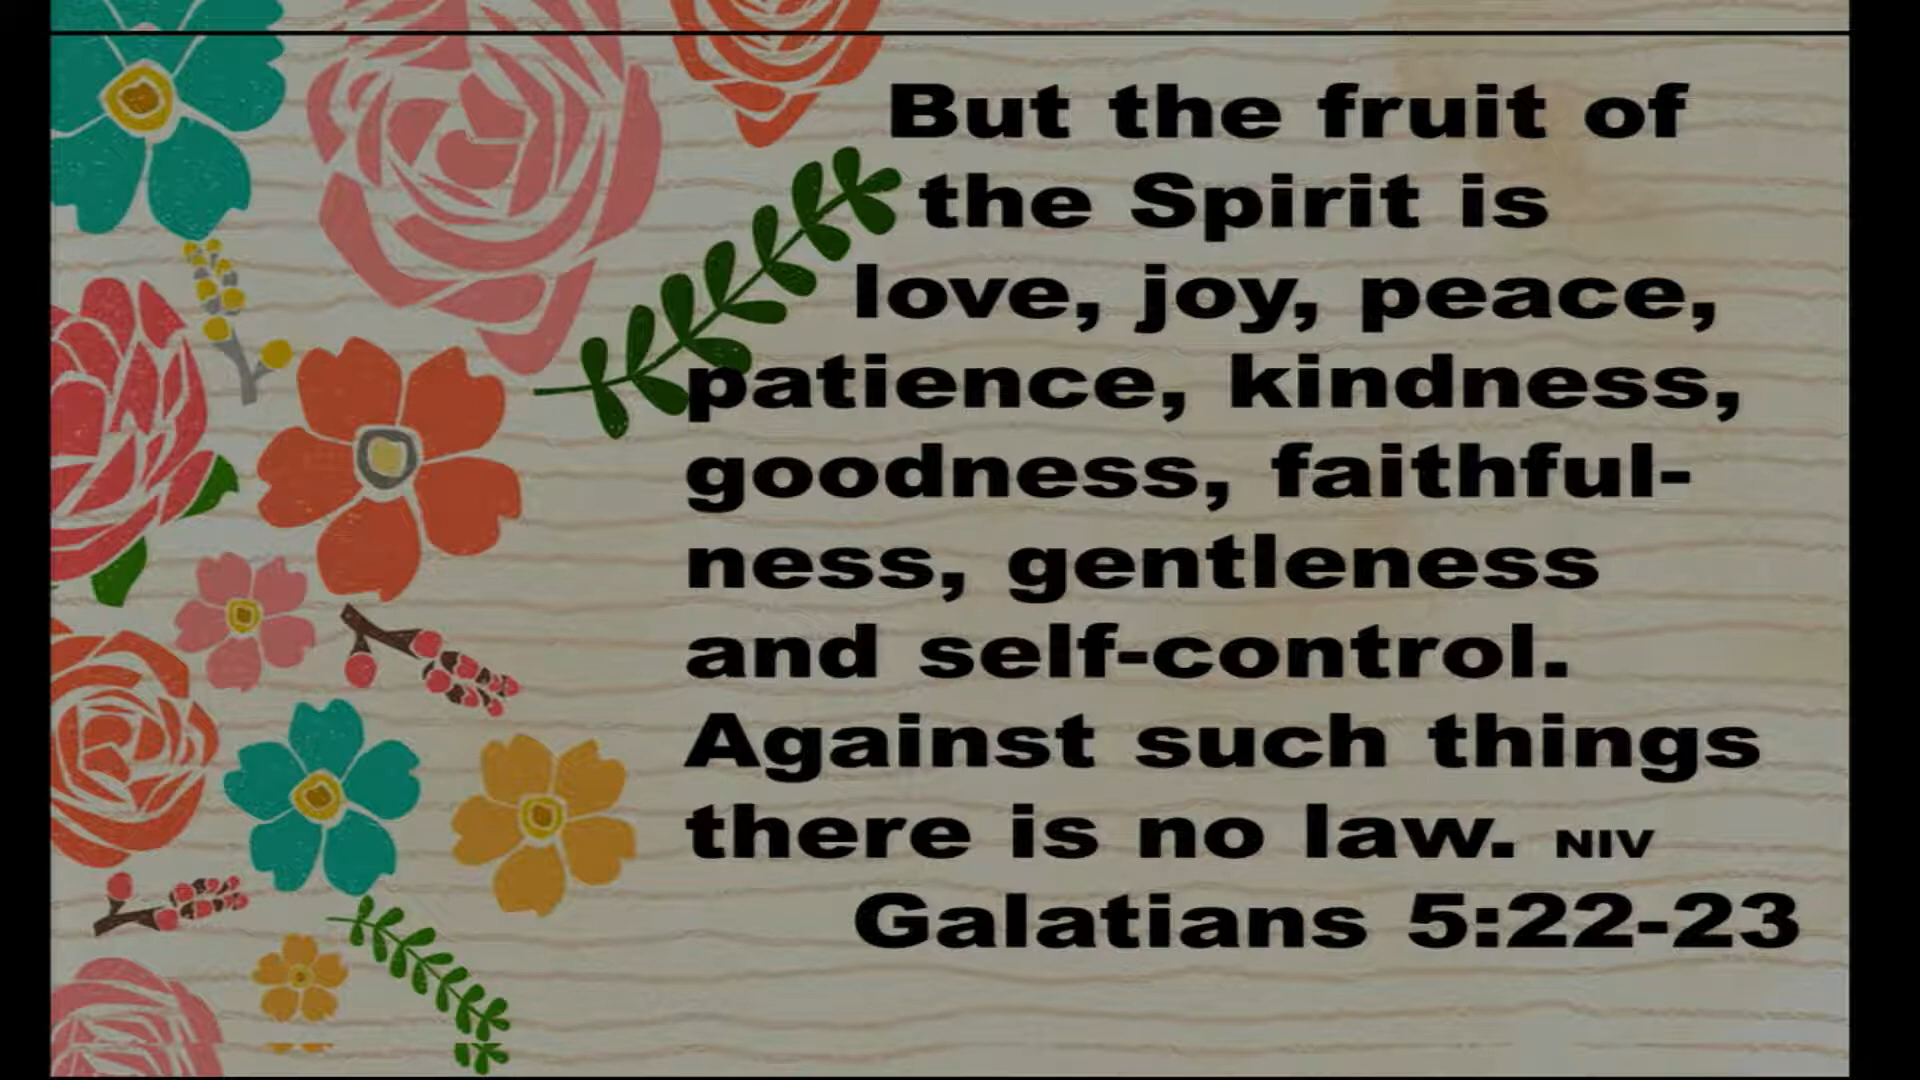 But the fruit of
the Spirit is
love, joy, peace,
patience, kindness,
goodness, faithful-
ness, gentleness
and self-control.
Against such things
there is no law. NIV
Galatians 5:22-23